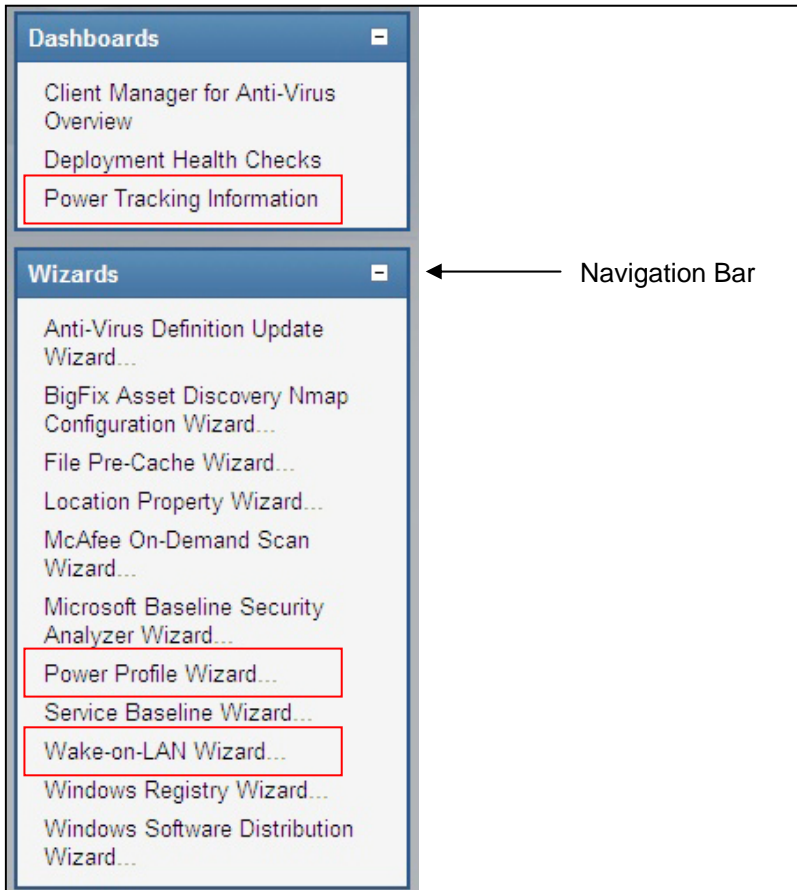 Dashboards
Client Manager for Anti-Virus
Overview
Deployment Health Checks
Power Tracking Information
Wizards
Navigation Bar
Anti-Virus Definition Update
Wizard...
BigFix Asset Discovery Nmap
Configuration Wizard...
File Pre-Cache Wizard...
Location Property Wizard...
McAfee On-Demand Scan
Wizard...
Microsoft Baseline Security
Analyzer Wizard...
Power Profile Wizard...
Service Baseline Wizard...
Wake-on-LAN Wizard...
Windows Registry Wizard...
Windows Software Distribution
Wizard...